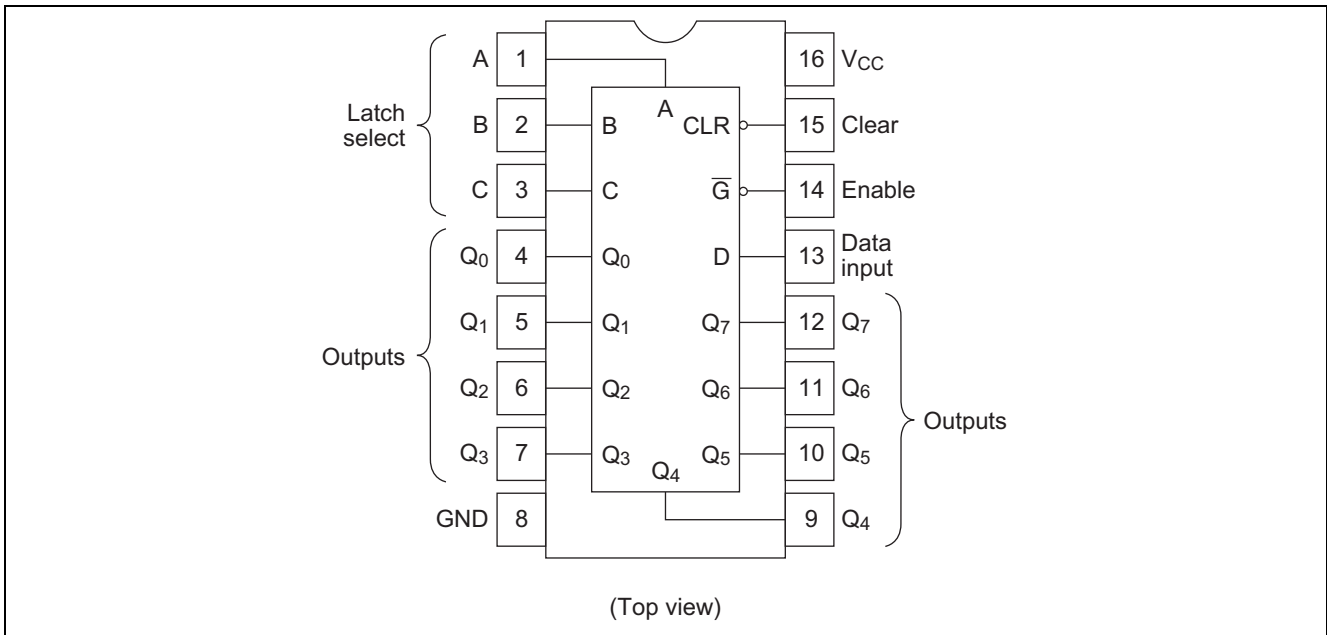 A 1
B 2
C 3
Latch
select
Q0 4
Q1 5
Q2 6
Q3 7
Outputs
GND 8
A
B CLR
C G̅
Q0 D
Q1 Q7
Q2 Q6
Q3 Q5
Q4
16 VCC
15 Clear
14 Enable
13 Data
input
12 Q7
11 Q6
10 Q5
9 Q4
Outputs
(Top view)